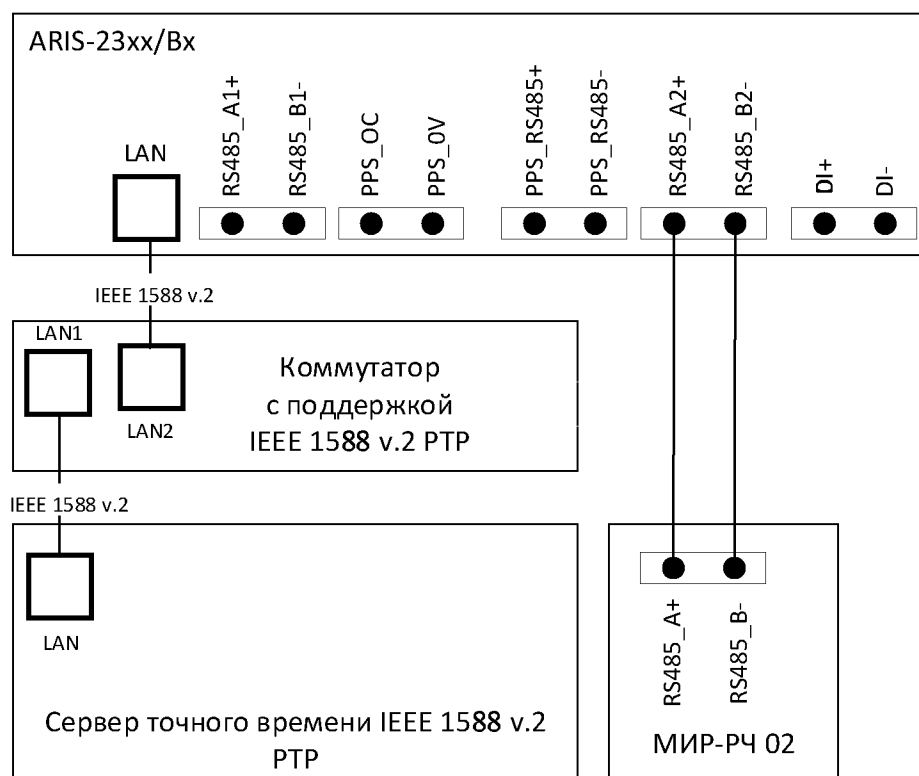 ARIS-23xx/Bx
LAN
RS485_A1+
RS485_B1-
PPS_OC
PPS_0V
PPS_RS485+
PPS_RS485-
RS485_A2+
RS485_B2-
DI+
DI-
IEEE 1588 v.2
LAN1
LAN2
Коммутатор
с поддержкой
IEEE 1588 v.2 PTP
IEEE 1588 v.2
LAN
Сервер точного времени IEEE 1588 v.2
PTP
RS485_A+
RS485_B-
МИР-РЧ 02